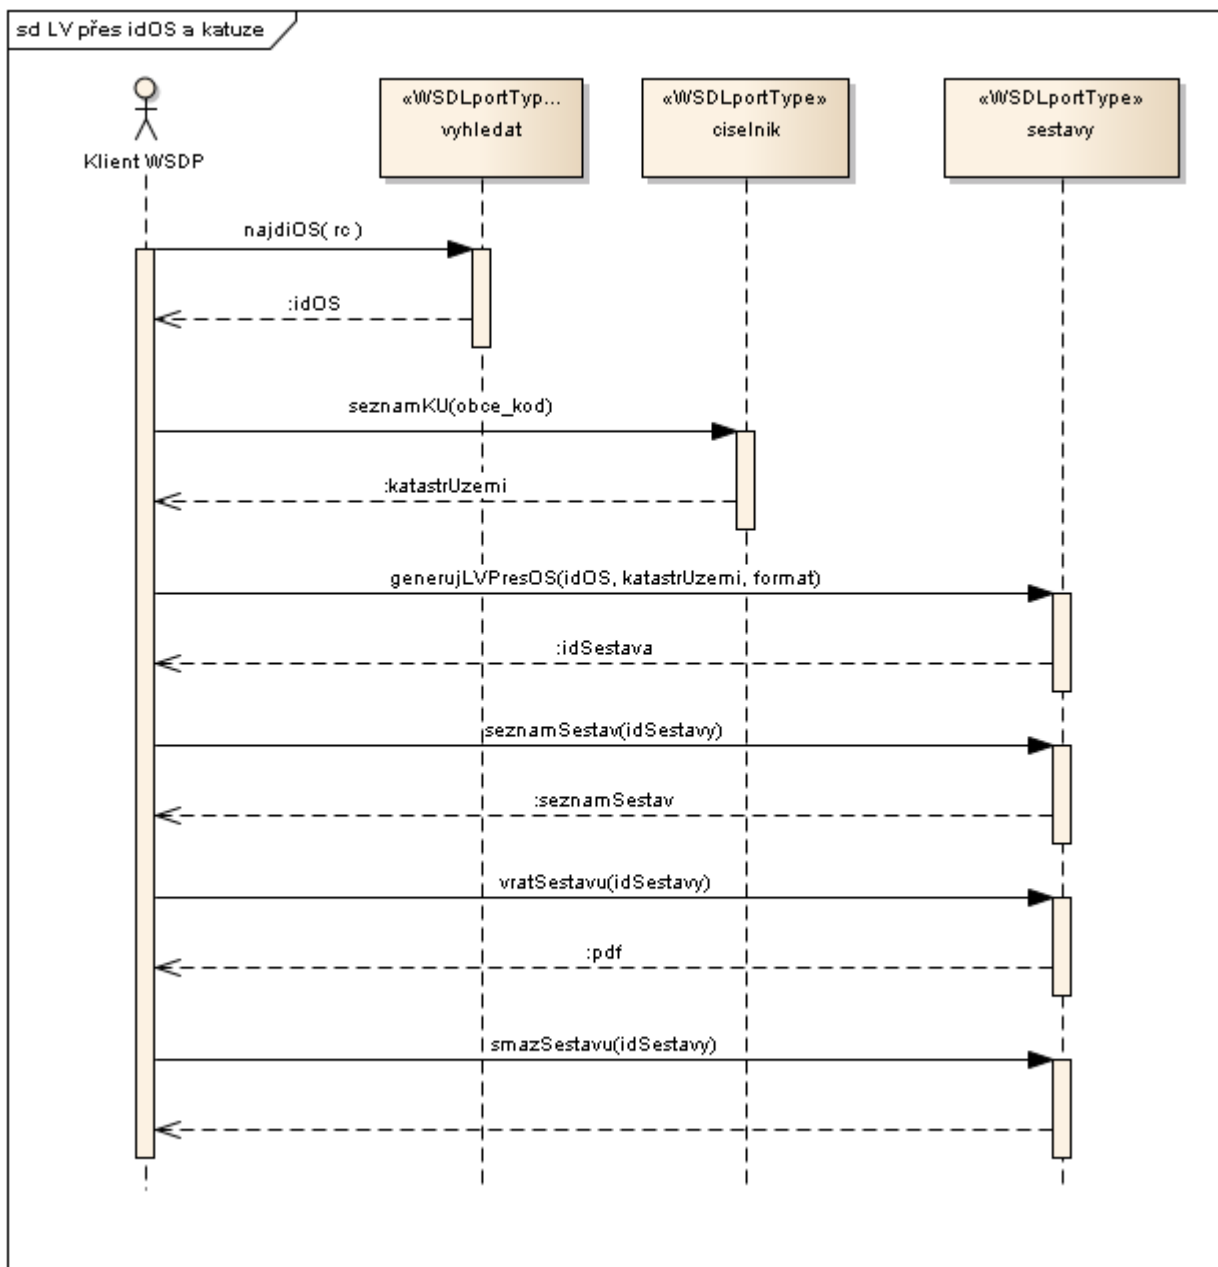 sd LV přes idOS a katuze
Klient WSDP
«WSDLportTyp...
vyhledat
«WSDLportType»
ciselnik
«WSDLportType»
sestavy
najdiOS( rc )
:idOS
seznamKU(obce_kod)
:katastrUzemi
generujLVPresOS(idOS, katastrUzemi, format)
:idSestava
seznamSestav(idSestavy)
:seznamSestav
vratSestavu(idSestavy)
:pdf
smazSestavu(idSestavy)